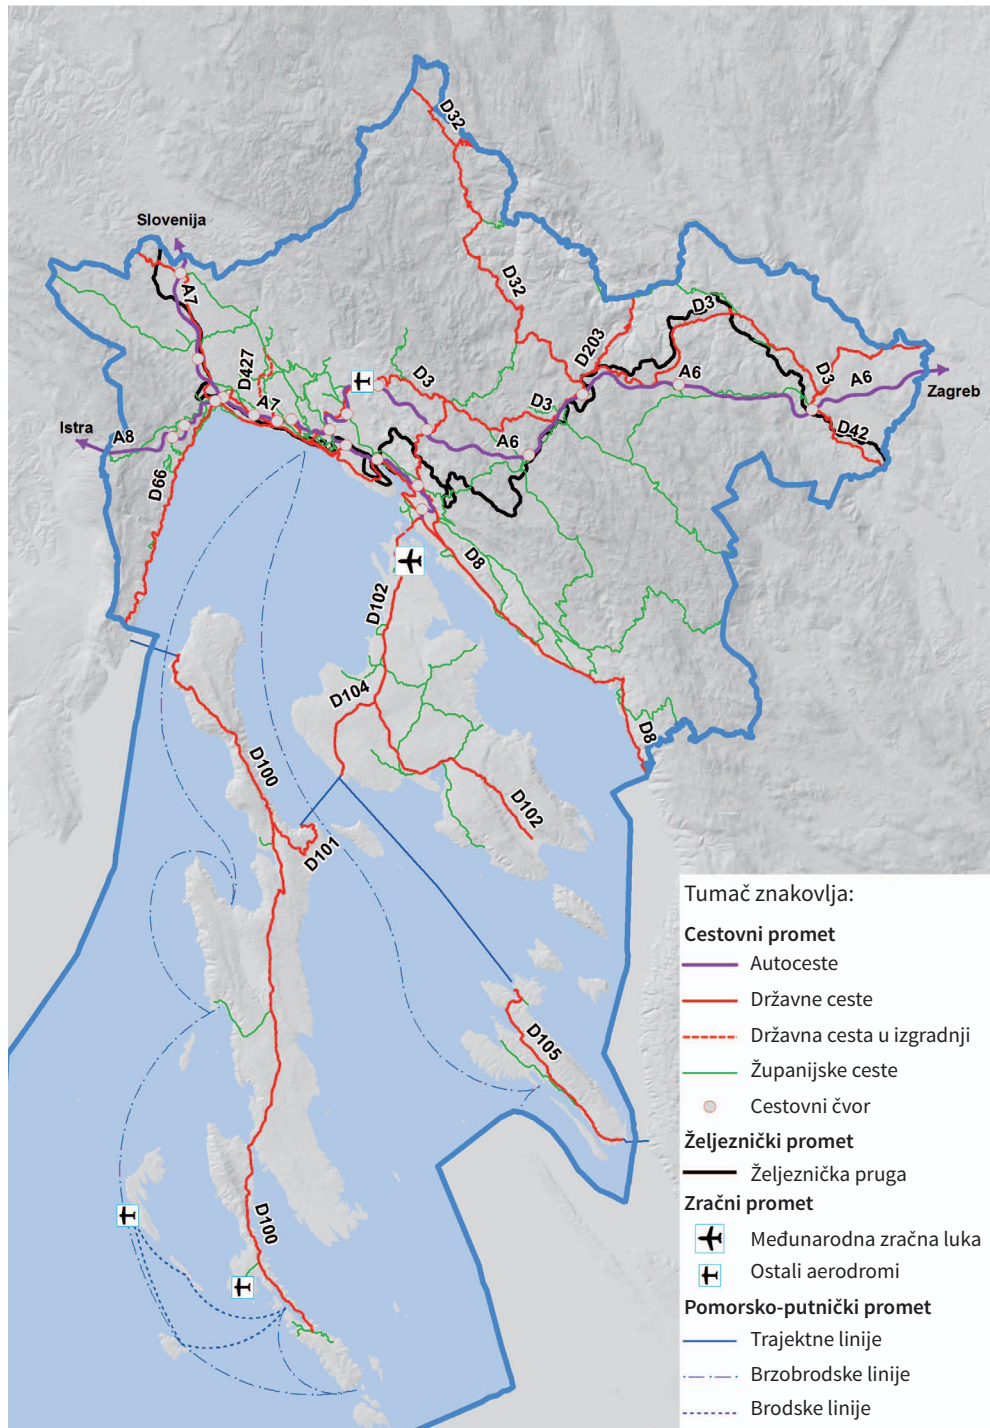 D32
Slovenija
D32
A7
D3
D203
D427
D3
D3
A6
A6
Zagreb
A7
D3
Istra
A8
A6
D42
D66
D8
D102
D104
D8
D100
D102
D101
D105
D100
Tumač znakovlja:
Cestovni promet
Autoceste
Državne ceste
Državna cesta u izgradnji
Županijske ceste
Cestovni čvor
Željeznički promet
Željeznička pruga
Zračni promet
Međunarodna zračna luka
Ostali aerodromi
Pomorsko-putnički promet
Trajektne linije
Brzobrodske linije
Brodske linije